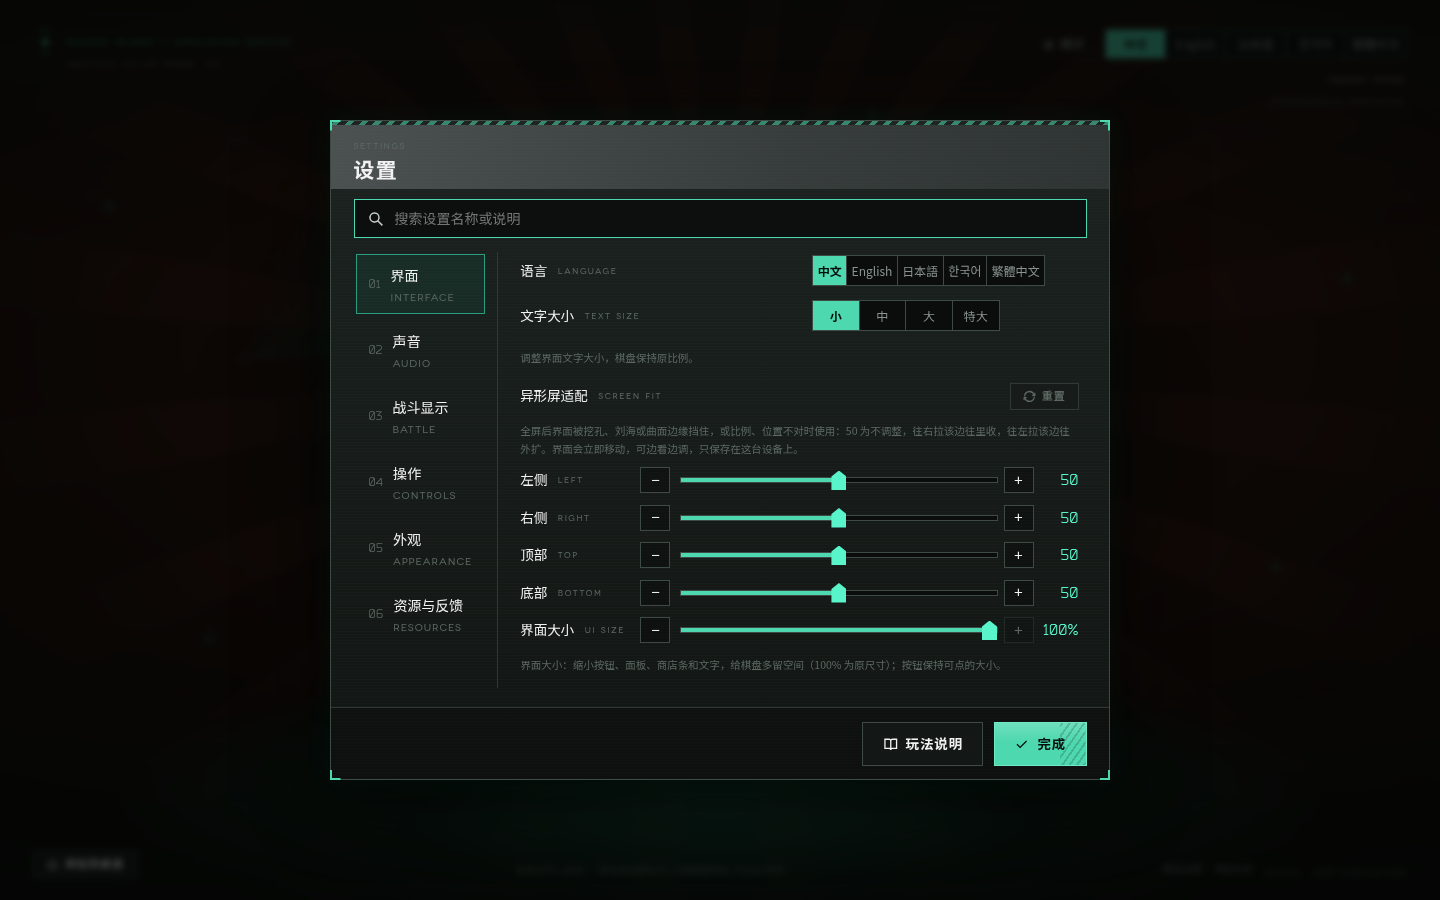 SETTINGS
设置
搜索设置名称或说明
01 界面
INTERFACE
02 声音
AUDIO
03 战斗显示
BATTLE
04 操作
CONTROLS
05 外观
APPEARANCE
06 资源与反馈
RESOURCES
语言 LANGUAGE 中文 English 日本語 한국어 繁體中文
文字大小 TEXT SIZE 小 中 大 特大
调整界面文字大小，棋盘保持原比例。
异形屏适配 SCREEN FIT 重置
全屏后界面被挖孔、刘海或曲面边缘挡住，或比例、位置不对时使用：50 为不调整，往右拉该边往里收，往左拉该边往
外扩。界面会立即移动，可边看边调，只保存在这台设备上。
左侧 LEFT − + 50
右侧 RIGHT − + 50
顶部 TOP − + 50
底部 BOTTOM − + 50
界面大小 UI SIZE − + 100%
界面大小：缩小按钮、面板、商店条和文字，给棋盘多留空间（100% 为原尺寸）；按钮保持可点的大小。
玩法说明 完成